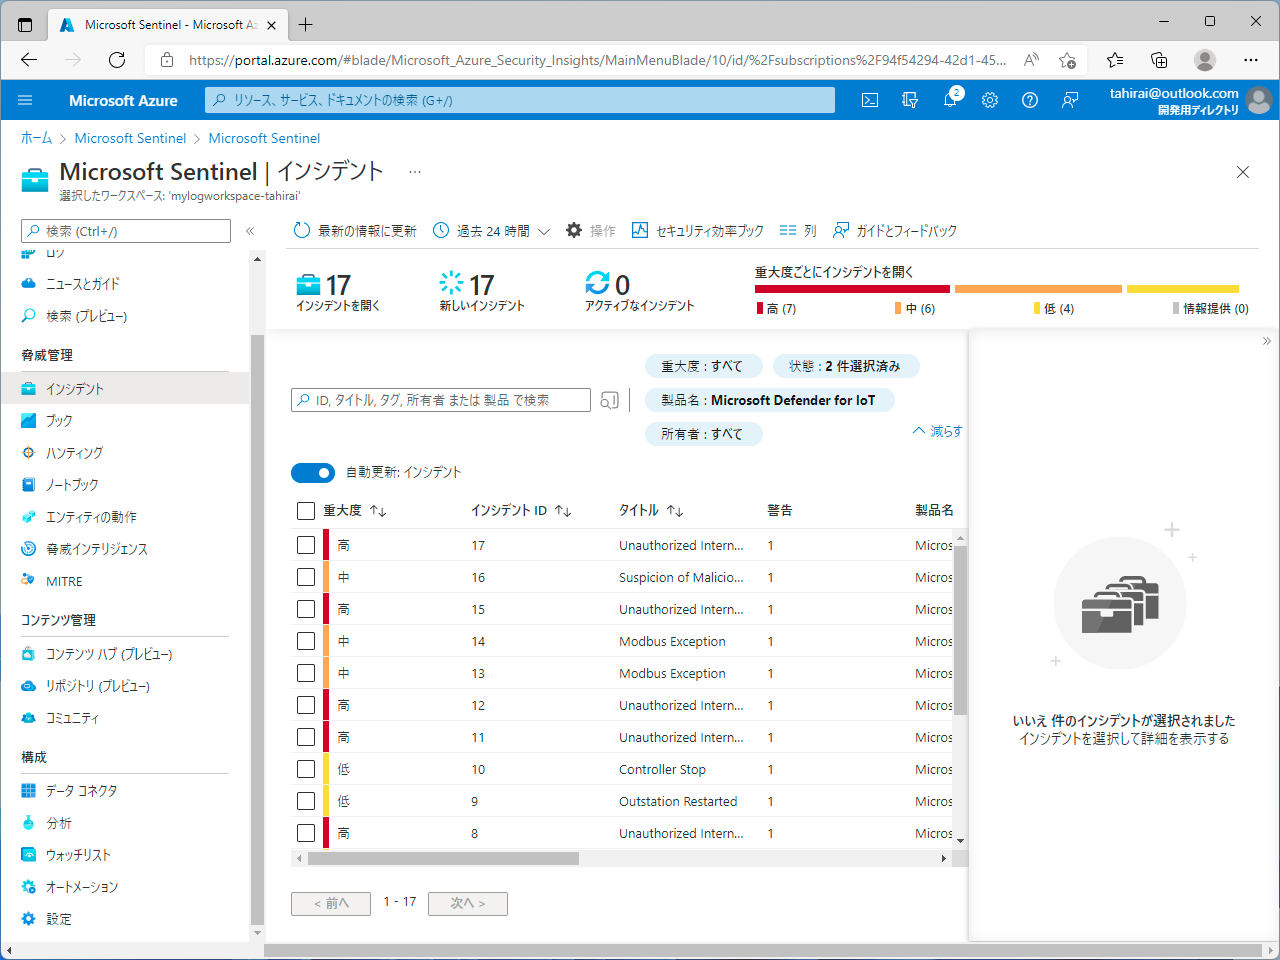 Microsoft Sentinel - Microsoft Az
https://portal.azure.com/#blade/Microsoft_Azure_Security_Insights/MainMenuBlade/10/id/%2Fsubscriptions%2F94f54294-42d1-45...
Microsoft Azure
リソース、サービス、ドキュメントの検索 (G+/)
2
tahirai@outlook.com
開発用ディレクトリ
ホーム > Microsoft Sentinel > Microsoft Sentinel
Microsoft Sentinel | インシデント ...
選択したワークスペース: 'mylogworkspace-tahirai'
検索 (Ctrl+/)
ログ
ニュースとガイド
検索 (プレビュー)
脅威管理
インシデント
ブック
ハンティング
ノートブック
エンティティの動作
脅威インテリジェンス
MITRE
コンテンツ管理
コンテンツ ハブ (プレビュー)
リポジトリ (プレビュー)
コミュニティ
構成
データ コネクタ
分析
ウォッチリスト
オートメーション
設定
最新の情報に更新 過去 24 時間 操作 セキュリティ効率ブック 列 ガイドとフィードバック
17
インシデントを開く
17
新しいインシデント
0
アクティブなインシデント
重大度ごとにインシデントを開く
高 (7) 中 (6) 低 (4) 情報提供 (0)
ID, タイトル, タグ, 所有者 または 製品 で検索
重大度 : すべて 状態 : 2 件選択済み
製品名 : Microsoft Defender for IoT
所有者 : すべて
減らす
自動更新: インシデント
重大度 ↑↓ インシデント ID ↑↓ タイトル ↑↓ 警告 製品名
高 17 Unauthorized Intern... 1 Micros
中 16 Suspicion of Malicio... 1 Micros
高 15 Unauthorized Intern... 1 Micros
中 14 Modbus Exception 1 Micros
中 13 Modbus Exception 1 Micros
高 12 Unauthorized Intern... 1 Micros
高 11 Unauthorized Intern... 1 Micros
低 10 Controller Stop 1 Micros
低 9 Outstation Restarted 1 Micros
高 8 Unauthorized Intern... 1 Micros
< 前へ 1 - 17 次へ >
いいえ 件のインシデントが選択されました
インシデントを選択して詳細を表示する